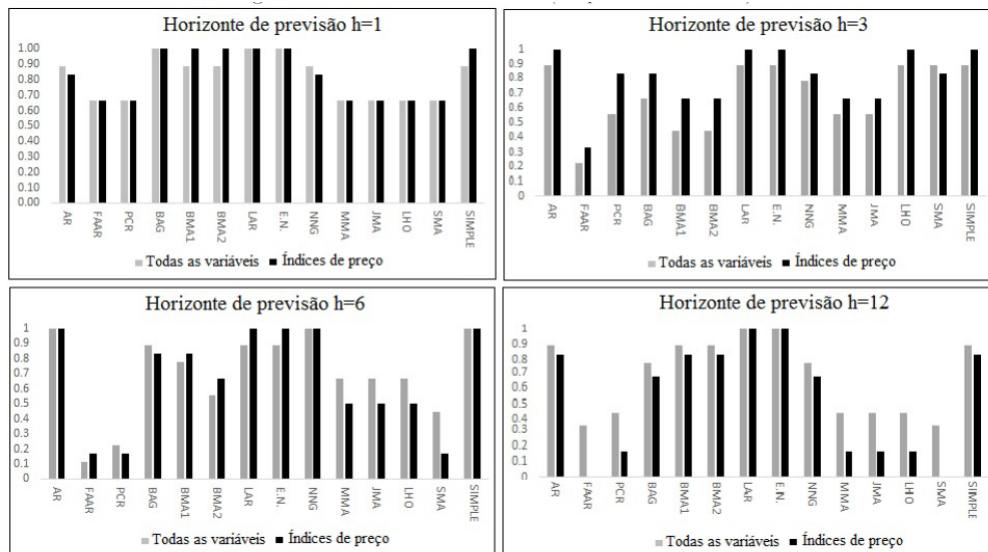 Horizonte de previsão h=1
1.00
0.90
0.80
0.70
0.60
0.50
0.40
0.30
0.20
0.10
0.00
AR
FAAR
PCR
BAG
BMA1
BMA2
LAR
E.N.
NNG
MMA
JMA
LHO
SMA
SIMPLE
Todas as variáveis Índices de preço
Horizonte de previsão h=3
1
0.9
0.8
0.7
0.6
0.5
0.4
0.3
0.2
0.1
0
AR
FAAR
PCR
BAG
BMA1
BMA2
LAR
E.N.
NNG
MMA
JMA
LHO
SMA
SIMPLE
Todas as variáveis Índices de preço
Horizonte de previsão h=6
1
0.9
0.8
0.7
0.6
0.5
0.4
0.3
0.2
0.1
0
AR
FAAR
PCR
BAG
BMA1
BMA2
LAR
E.N.
NNG
MMA
JMA
LHO
SMA
SIMPLE
Todas as variáveis Índices de preço
Horizonte de previsão h=12
1
0.9
0.8
0.7
0.6
0.5
0.4
0.3
0.2
0.1
0
AR
FAAR
PCR
BAG
BMA1
BMA2
LAR
E.N.
NNG
MMA
JMA
LHO
SMA
SIMPLE
Todas as variáveis Índices de preço